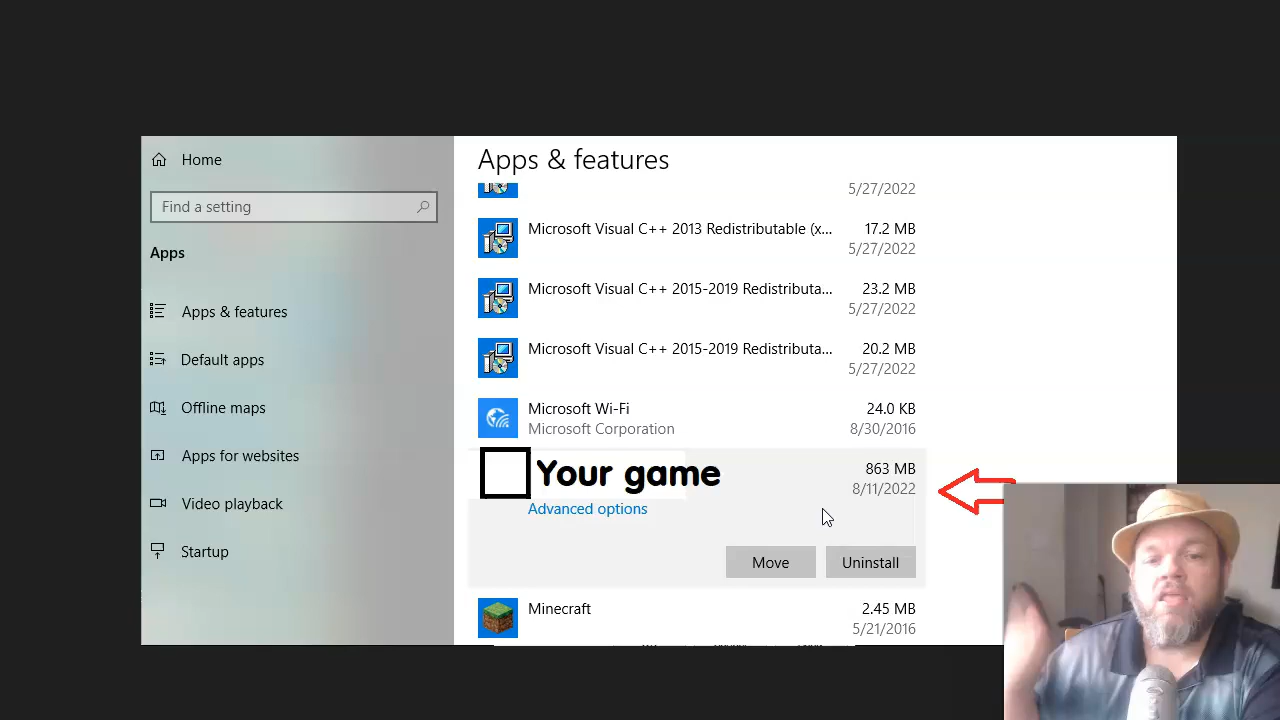 Home
Find a setting
Apps
Apps & features
Default apps
Offline maps
Apps for websites
Video playback
Startup
Apps & features
5/27/2022
Microsoft Visual C++ 2013 Redistributable (x... 17.2 MB
5/27/2022
Microsoft Visual C++ 2015-2019 Redistributa... 23.2 MB
5/27/2022
Microsoft Visual C++ 2015-2019 Redistributa... 20.2 MB
5/27/2022
Microsoft Wi-Fi 24.0 KB
Microsoft Corporation 8/30/2016
Your game 863 MB
8/11/2022
Advanced options
Move Uninstall
Minecraft 2.45 MB
5/21/2016